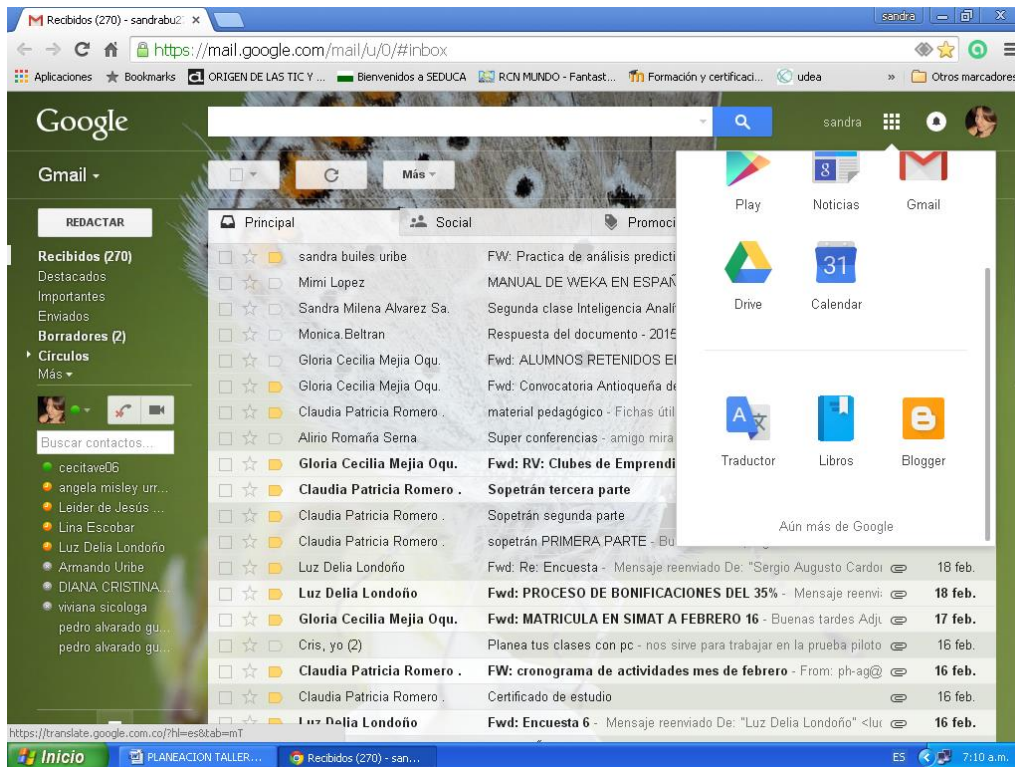 Recibidos (270) - sandrabu2
sandra
https://mail.google.com/mail/u/0/#inbox
Aplicaciones Bookmarks ORIGEN DE LAS TIC Y ... Bienvenidos a SEDUCA RCN MUNDO - Fantast... Formación y certificaci... udea » Otros marcadores
Google
sandra
Gmail
Más
REDACTAR
Principal Social Promoci
Play Noticias Gmail
8
Drive Calendar
31
Traductor Libros Blogger
Aún más de Google
Recibidos (270)
Destacados
Importantes
Enviados
Borradores (2)
Círculos
Más
Buscar contactos...
cecitave06
angela misley urr...
Leider de Jesús ...
Lina Escobar
Luz Delia Londoño
Armando Uribe
DIANA CRISTINA...
viviana sicologa
pedro alvarado gu...
pedro alvarado gu...
sandra builes uribe FW: Practica de análisis predicti
Mimi Lopez MANUAL DE WEKA EN ESPAÑ
Sandra Milena Alvarez Sa. Segunda clase Inteligencia Analí
Monica.Beltran Respuesta del documento - 2015
Gloria Cecilia Mejia Oqu. Fwd: ALUMNOS RETENIDOS E
Gloria Cecilia Mejia Oqu. Fwd: Convocatoria Antioqueña de
Claudia Patricia Romero . material pedagógico - Fichas útil
Alirio Romaña Serna Super conferencias - amigo mira
Gloria Cecilia Mejia Oqu. Fwd: RV: Clubes de Emprendi
Claudia Patricia Romero . Sopetrán tercera parte
Claudia Patricia Romero . Sopetrán segunda parte
Claudia Patricia Romero . sopetrán PRIMERA PARTE - Bu
Luz Delia Londoño Fwd: Re: Encuesta - Mensaje reenviado De: "Sergio Augusto Cardo 18 feb.
Luz Delia Londoño Fwd: PROCESO DE BONIFICACIONES DEL 35% - Mensaje reenvi 18 feb.
Gloria Cecilia Mejia Oqu. Fwd: MATRICULA EN SIMAT A FEBRERO 16 - Buenas tardes Adju 17 feb.
Cris, yo (2) Planea tus clases con pc - nos sirve para trabajar en la prueba piloto 16 feb.
Claudia Patricia Romero . FW: cronograma de actividades mes de febrero - From: ph-ag@ 16 feb.
Claudia Patricia Romero . Certificado de estudio 16 feb.
Luz Delia Londoño Fwd: Encuesta 6 - Mensaje reenviado De: "Luz Delia Londoño" <lu 16 feb.
https://translate.google.com.co/?hl=es&tab=mT
Inicio PLANEACION TALLER... Recibidos (270) - san... ES 7:10 a.m.